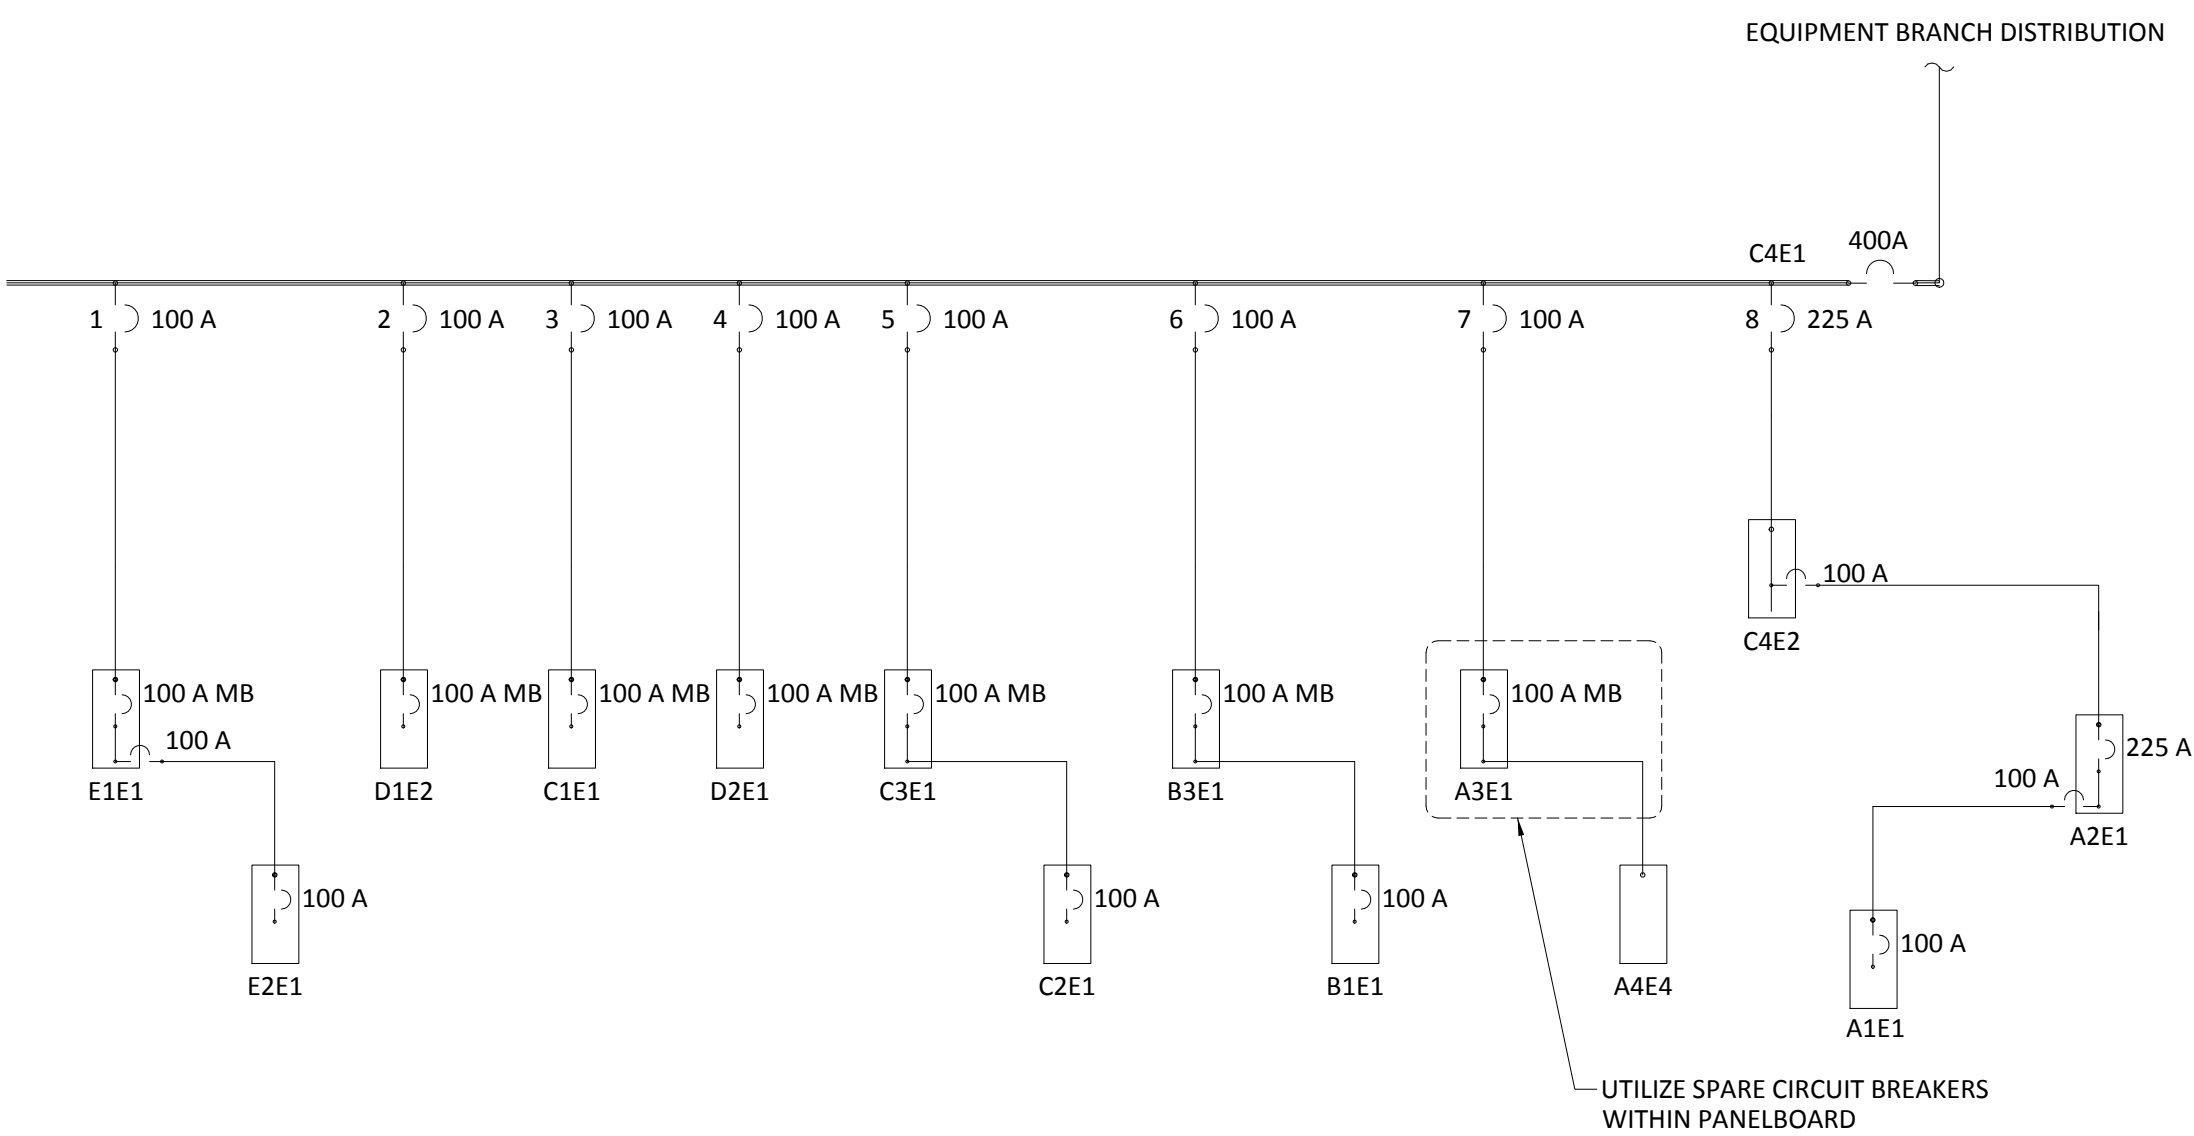 EQUIPMENT BRANCH DISTRIBUTION
C4E1
400A
1
100 A
2
100 A
3
100 A
4
100 A
5
100 A
6
100 A
7
100 A
8
225 A
100 A
C4E2
100 A MB
100 A MB
100 A MB
100 A MB
100 A MB
100 A MB
100 A MB
100 A
225 A
100 A
E1E1
D1E2
C1E1
D2E1
C3E1
B3E1
A3E1
A2E1
100 A
100 A
100 A
100 A
E2E1
C2E1
B1E1
A4E4
A1E1
UTILIZE SPARE CIRCUIT BREAKERS
WITHIN PANELBOARD